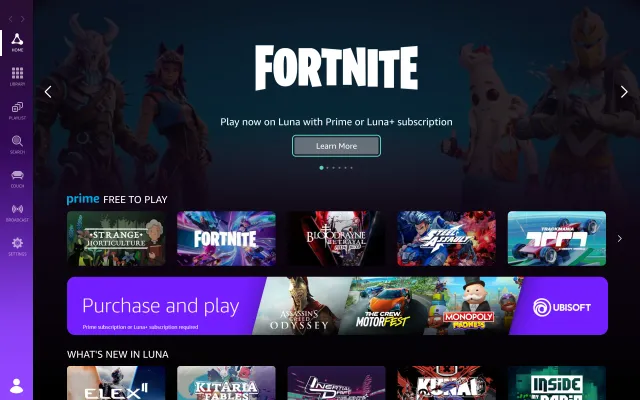 HOME
LIBRARY
PLAYLIST
SEARCH
COUCH
BROADCAST
SETTINGS
FORTNITE
Play now on Luna with Prime or Luna+ subscription
Learn More
prime FREE TO PLAY
STRANGE
HORTICULTURE
FORTNITE
BLOODRAYNE
BETRAYAL
STEEL
ASSAULT
TRACKMANIA
Purchase and play
Prime subscription or Luna+ subscription required
ASSASSIN'S
CREED
ODYSSEY
THE CREW
MOTORFEST
MONOPOLY
MADNESS
UBISOFT
WHAT'S NEW IN LUNA
ELEX II
KITARIA
FABLES
INERTIAL
DRIFT
KUNAI
INSIDE